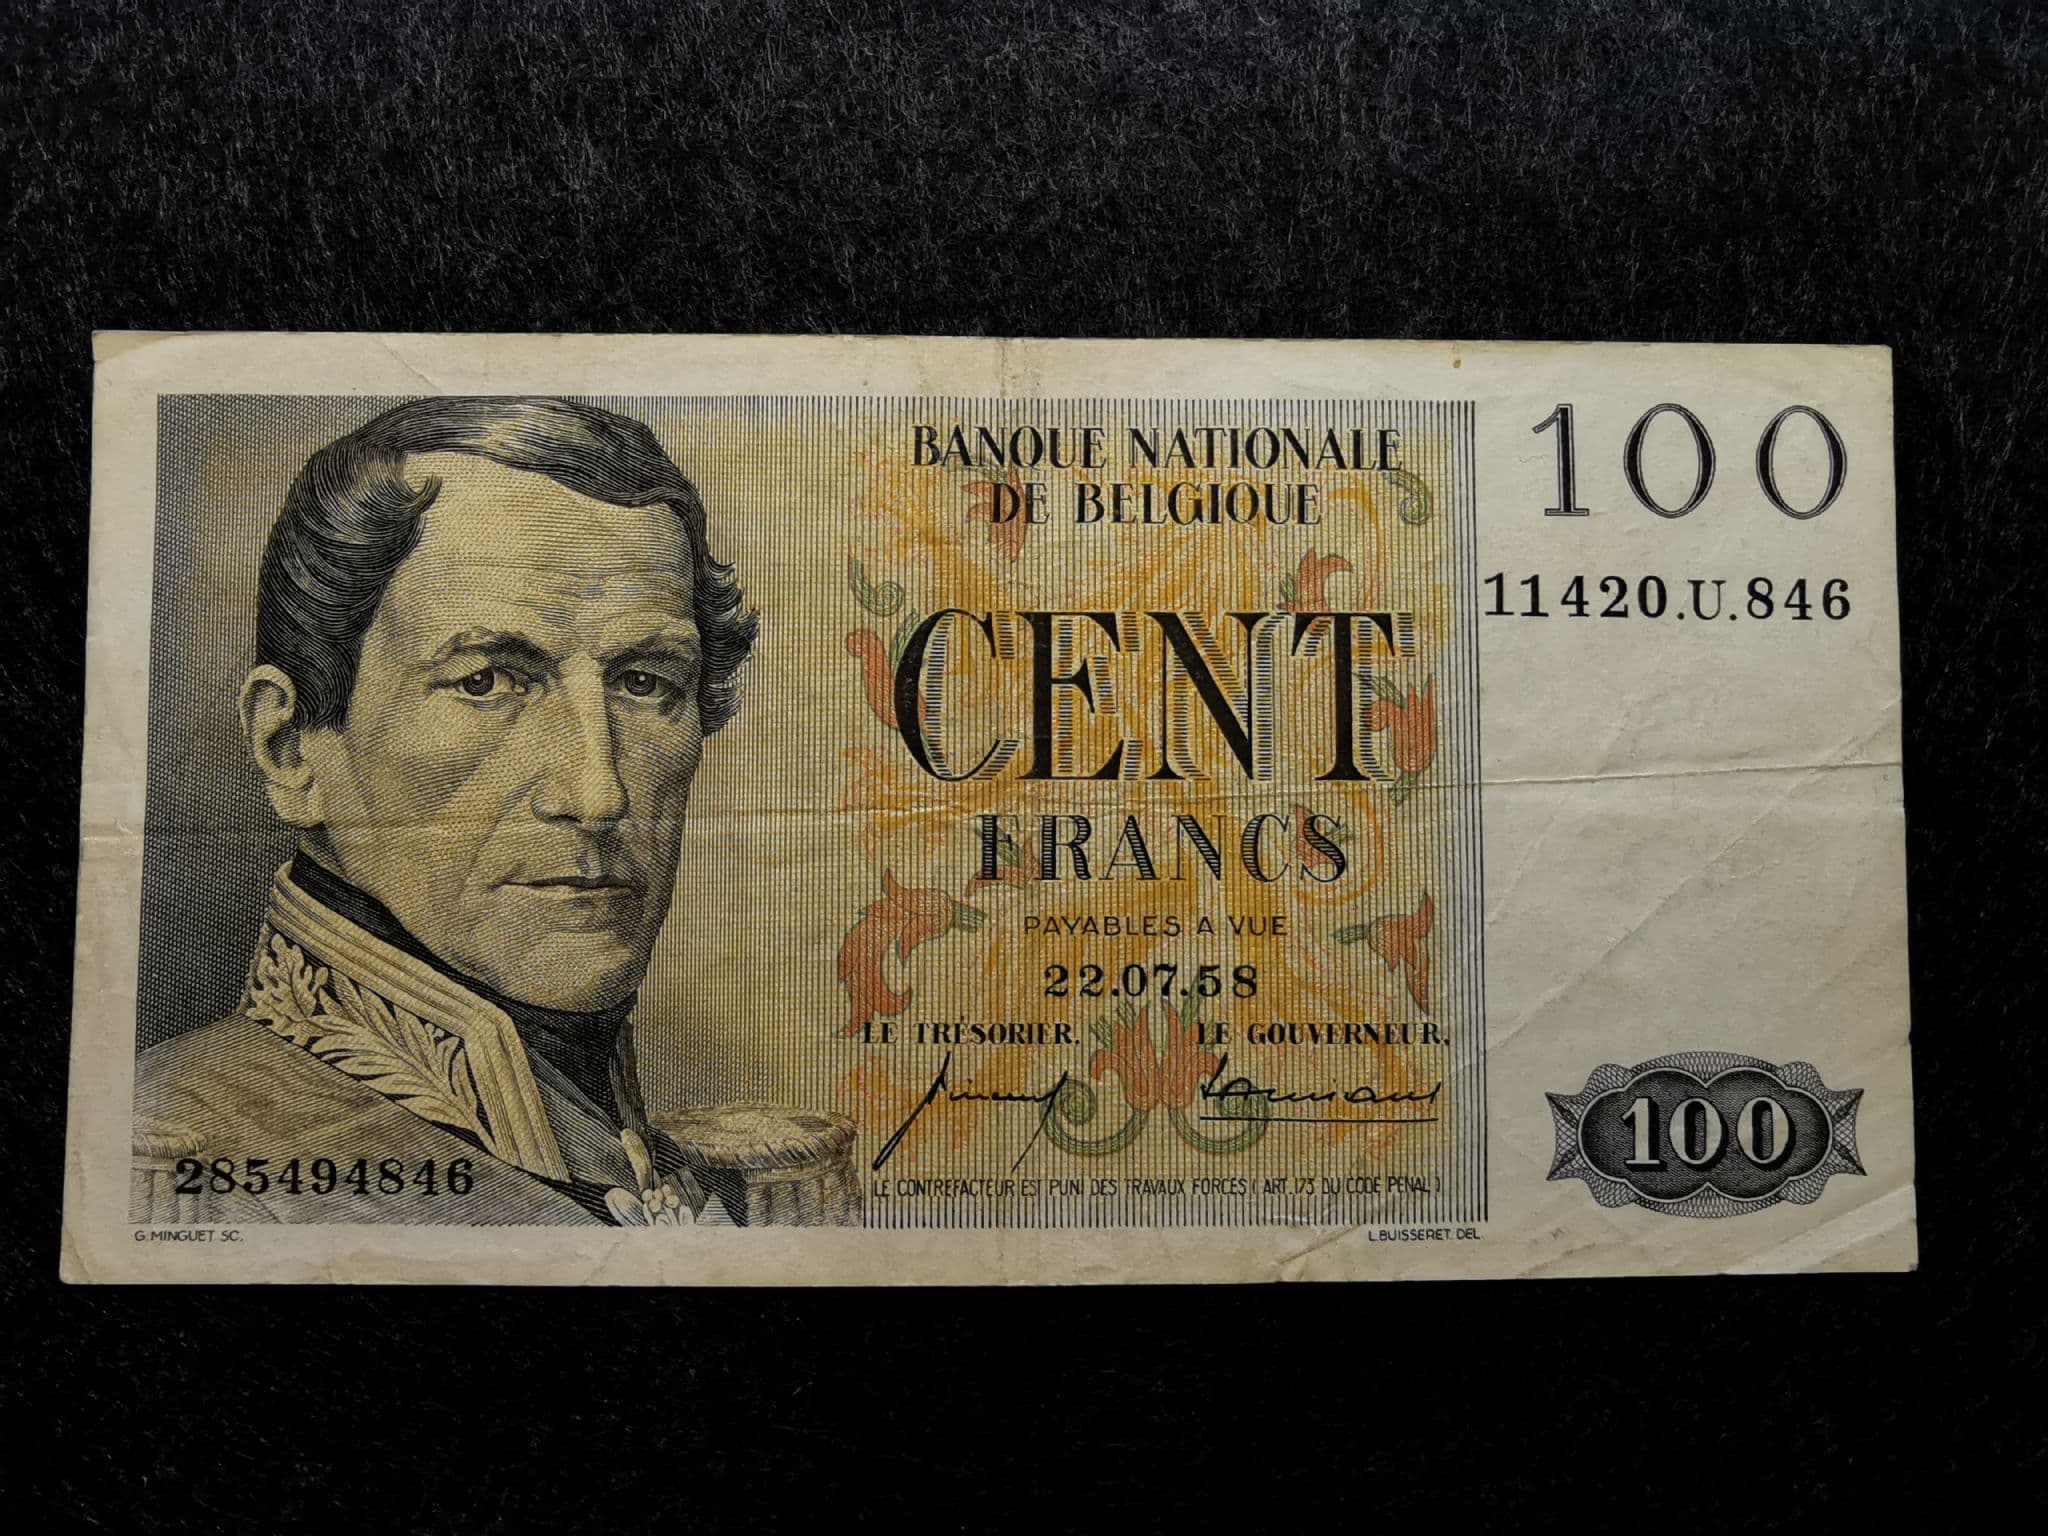 BANQUE NATIONALE
DE BELGIQUE
100
11420.U.846
CENT
FRANCS
PAYABLES A VUE
22.07.58
LE TRÉSORIER. LE GOUVERNEUR.
285494846
LE CONTREFACTEUR EST PUNI DES TRAVAUX FORCES ( ART. 173 DU CODE PENAL )
100
G. MINGUET SC.
L. BUISSERET. DEL.